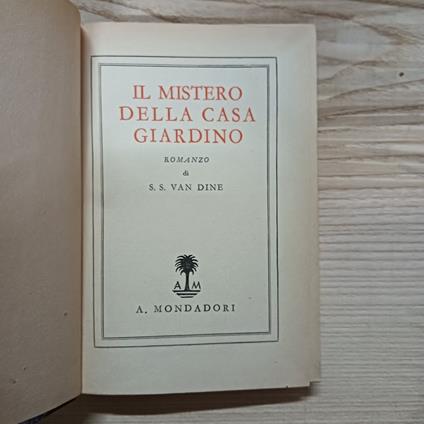 IL MISTERO
DELLA CASA
GIARDINO
ROMANZO
di
S. S. VAN DINE
A M
A. MONDADORI